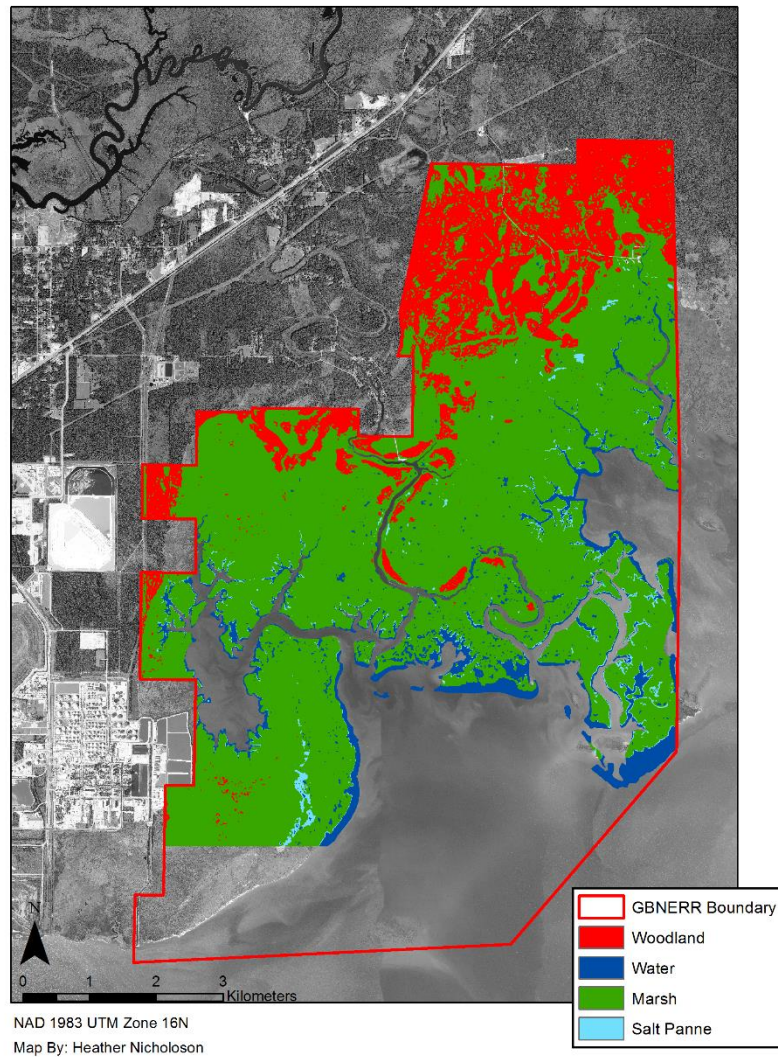 GBNERR Boundary
Woodland
Water
Marsh
Salt Panne
N
0 1 2 3
Kilometers
NAD 1983 UTM Zone 16N
Map By: Heather Nicholoson